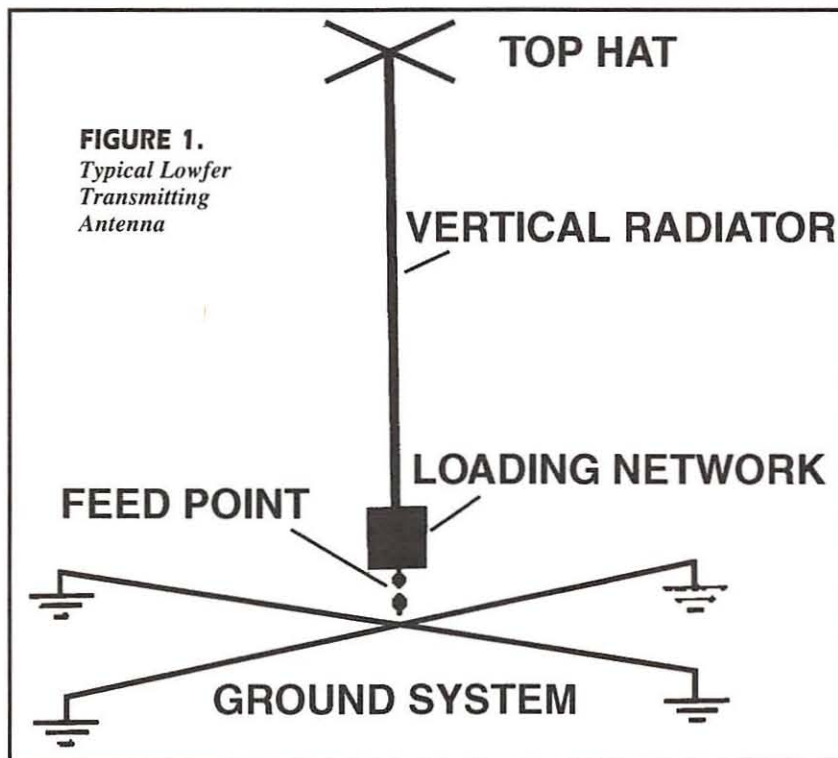 TOP HAT
FIGURE 1.
Typical Lowfer
Transmitting
Antenna
VERTICAL RADIATOR
LOADING NETWORK
FEED POINT
GROUND SYSTEM